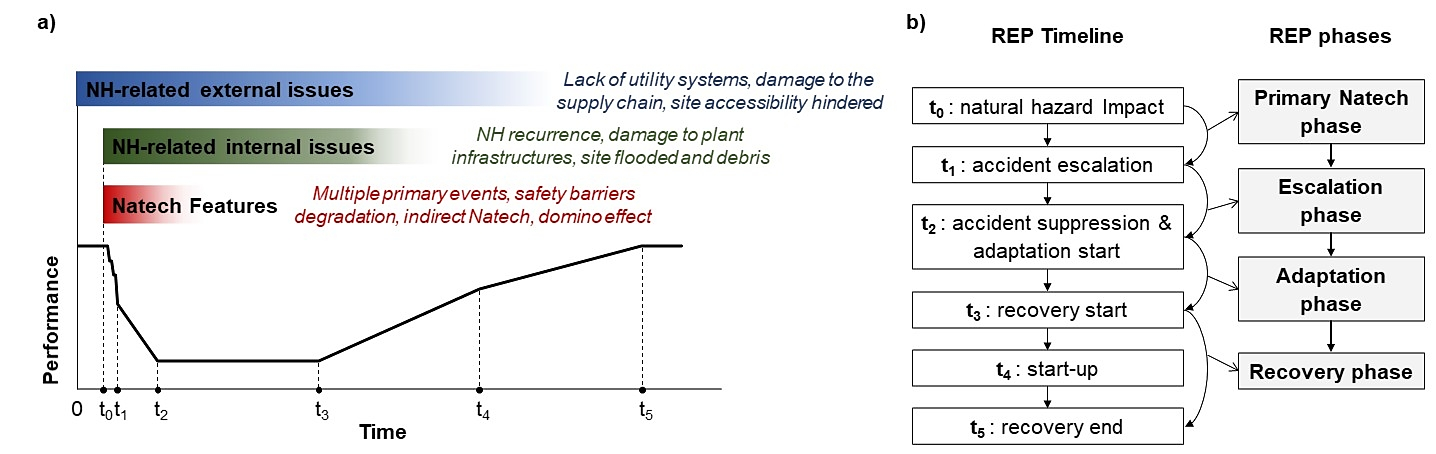 a)
NH-related external issues
Lack of utility systems, damage to the
supply chain, site accessibility hindered
NH-related internal issues
NH recurrence, damage to plant
infrastructures, site flooded and debris
Natech Features
Multiple primary events, safety barriers
degradation, indirect Natech, domino effect
Performance
0 t0 t1 t2 t3 t4 t5
Time
b)
REP Timeline
t0 : natural hazard Impact
t1 : accident escalation
t2 : accident suppression &
adaptation start
t3 : recovery start
t4 : start-up
t5 : recovery end
REP phases
Primary Natech
phase
Escalation
phase
Adaptation
phase
Recovery phase